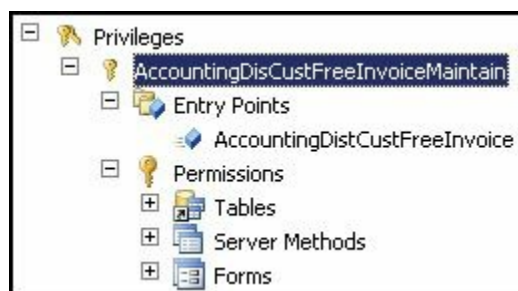 Privileges
AccountingDisCustFreeInvoiceMaintain
Entry Points
AccountingDistCustFreeInvoice
Permissions
Tables
Server Methods
Forms